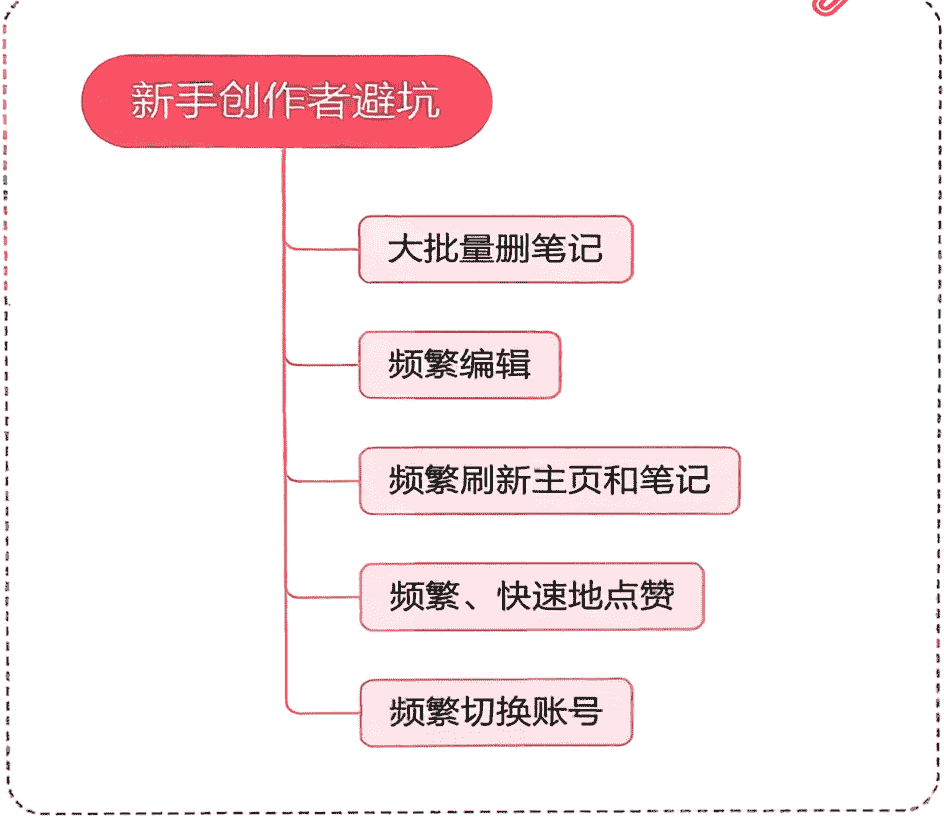 新手创作者避坑
大批量删笔记
频繁编辑
频繁刷新主页和笔记
频繁、快速地点赞
频繁切换账号